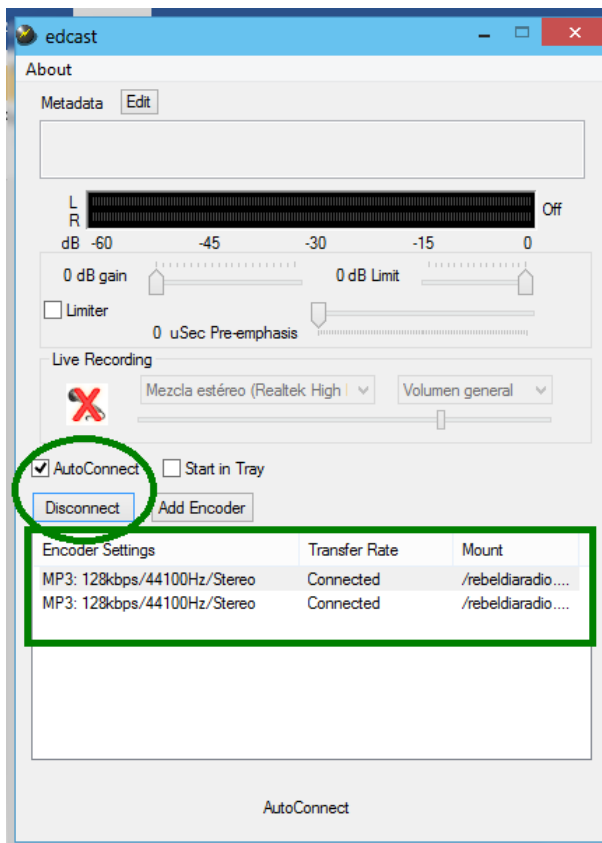 edcast
About
Metadata Edit
L
R
Off
dB -60 -45 -30 -15 0
0 dB gain 0 dB Limit
Limiter
0 uSec Pre-emphasis
Live Recording
Mezcla estéreo (Realtek High Volumen general
AutoConnect Start in Tray
Disconnect Add Encoder
Encoder Settings Transfer Rate Mount
MP3: 128kbps/44100Hz/Stereo Connected /rebeldiaradio....
MP3: 128kbps/44100Hz/Stereo Connected /rebeldiaradio....
AutoConnect